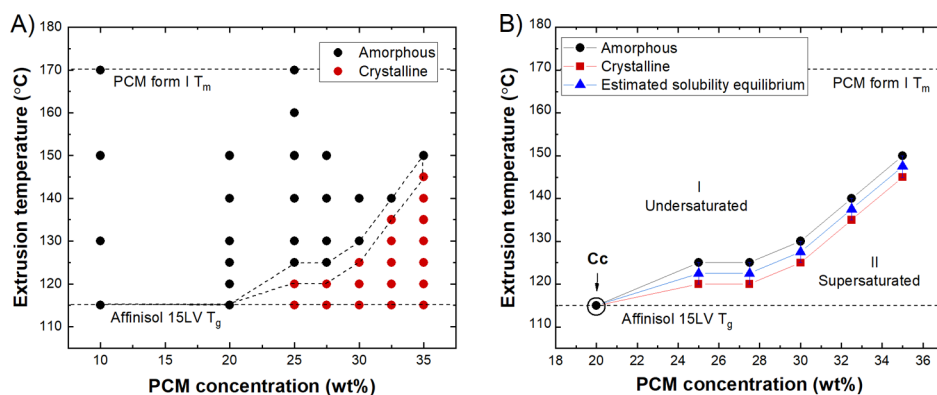 A)
Extrusion temperature (°C)
180
170
160
150
140
130
120
110
Amorphous
Crystalline
PCM form I Tm
Affinisol 15LV Tg
10 15 20 25 30 35
PCM concentration (wt%)
B)
Extrusion temperature (°C)
180
170
160
150
140
130
120
110
Amorphous
Crystalline
Estimated solubility equilibrium
PCM form I Tm
I
Undersaturated
II
Supersaturated
Cc
Affinisol 15LV Tg
18 20 22 24 26 28 30 32 34 36
PCM concentration (wt%)